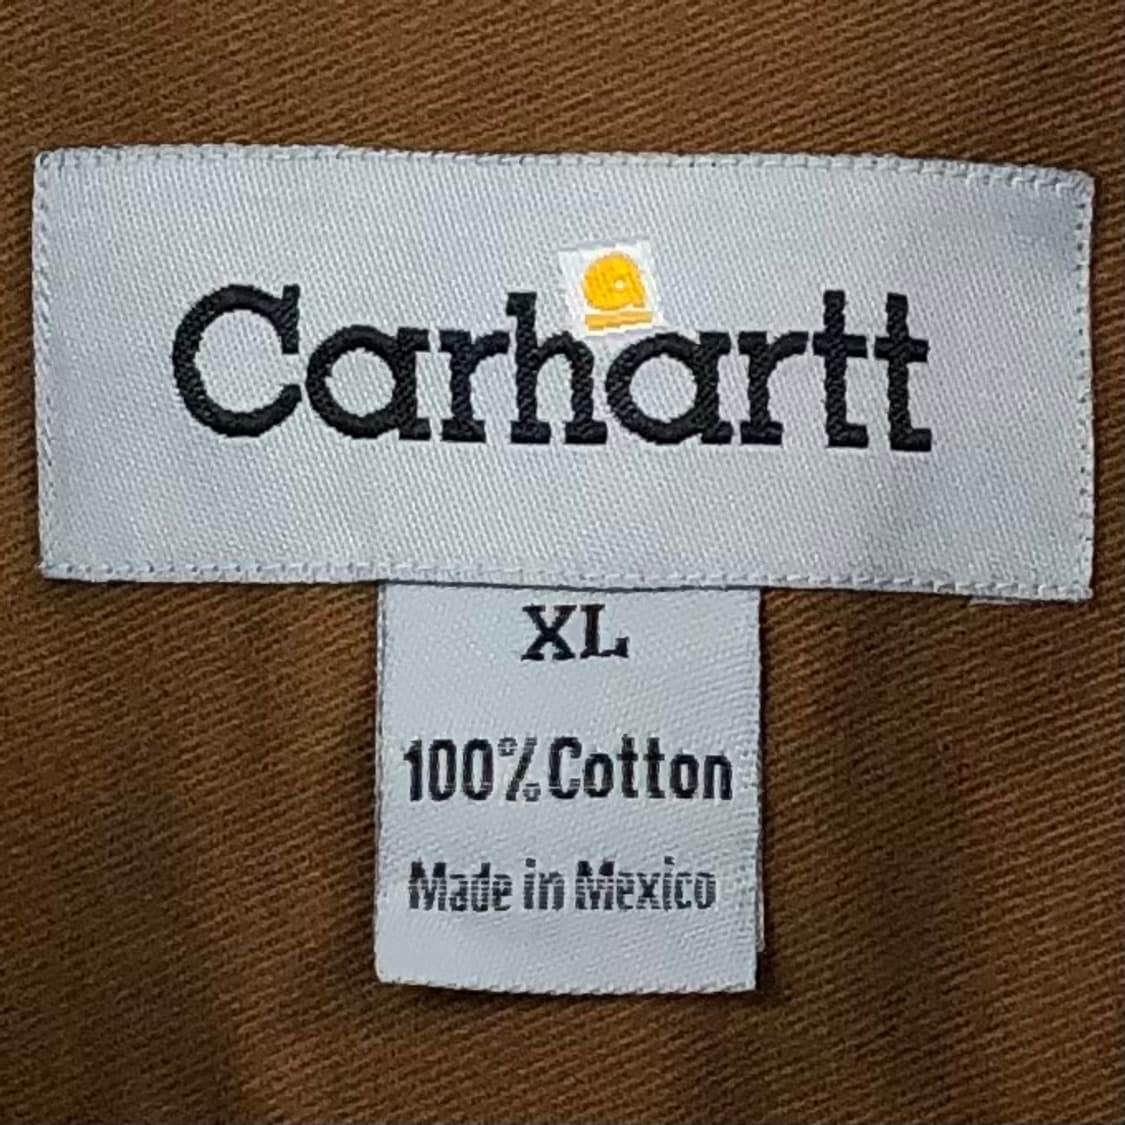 Carhartt
XL
100% Cotton
Made in Mexico